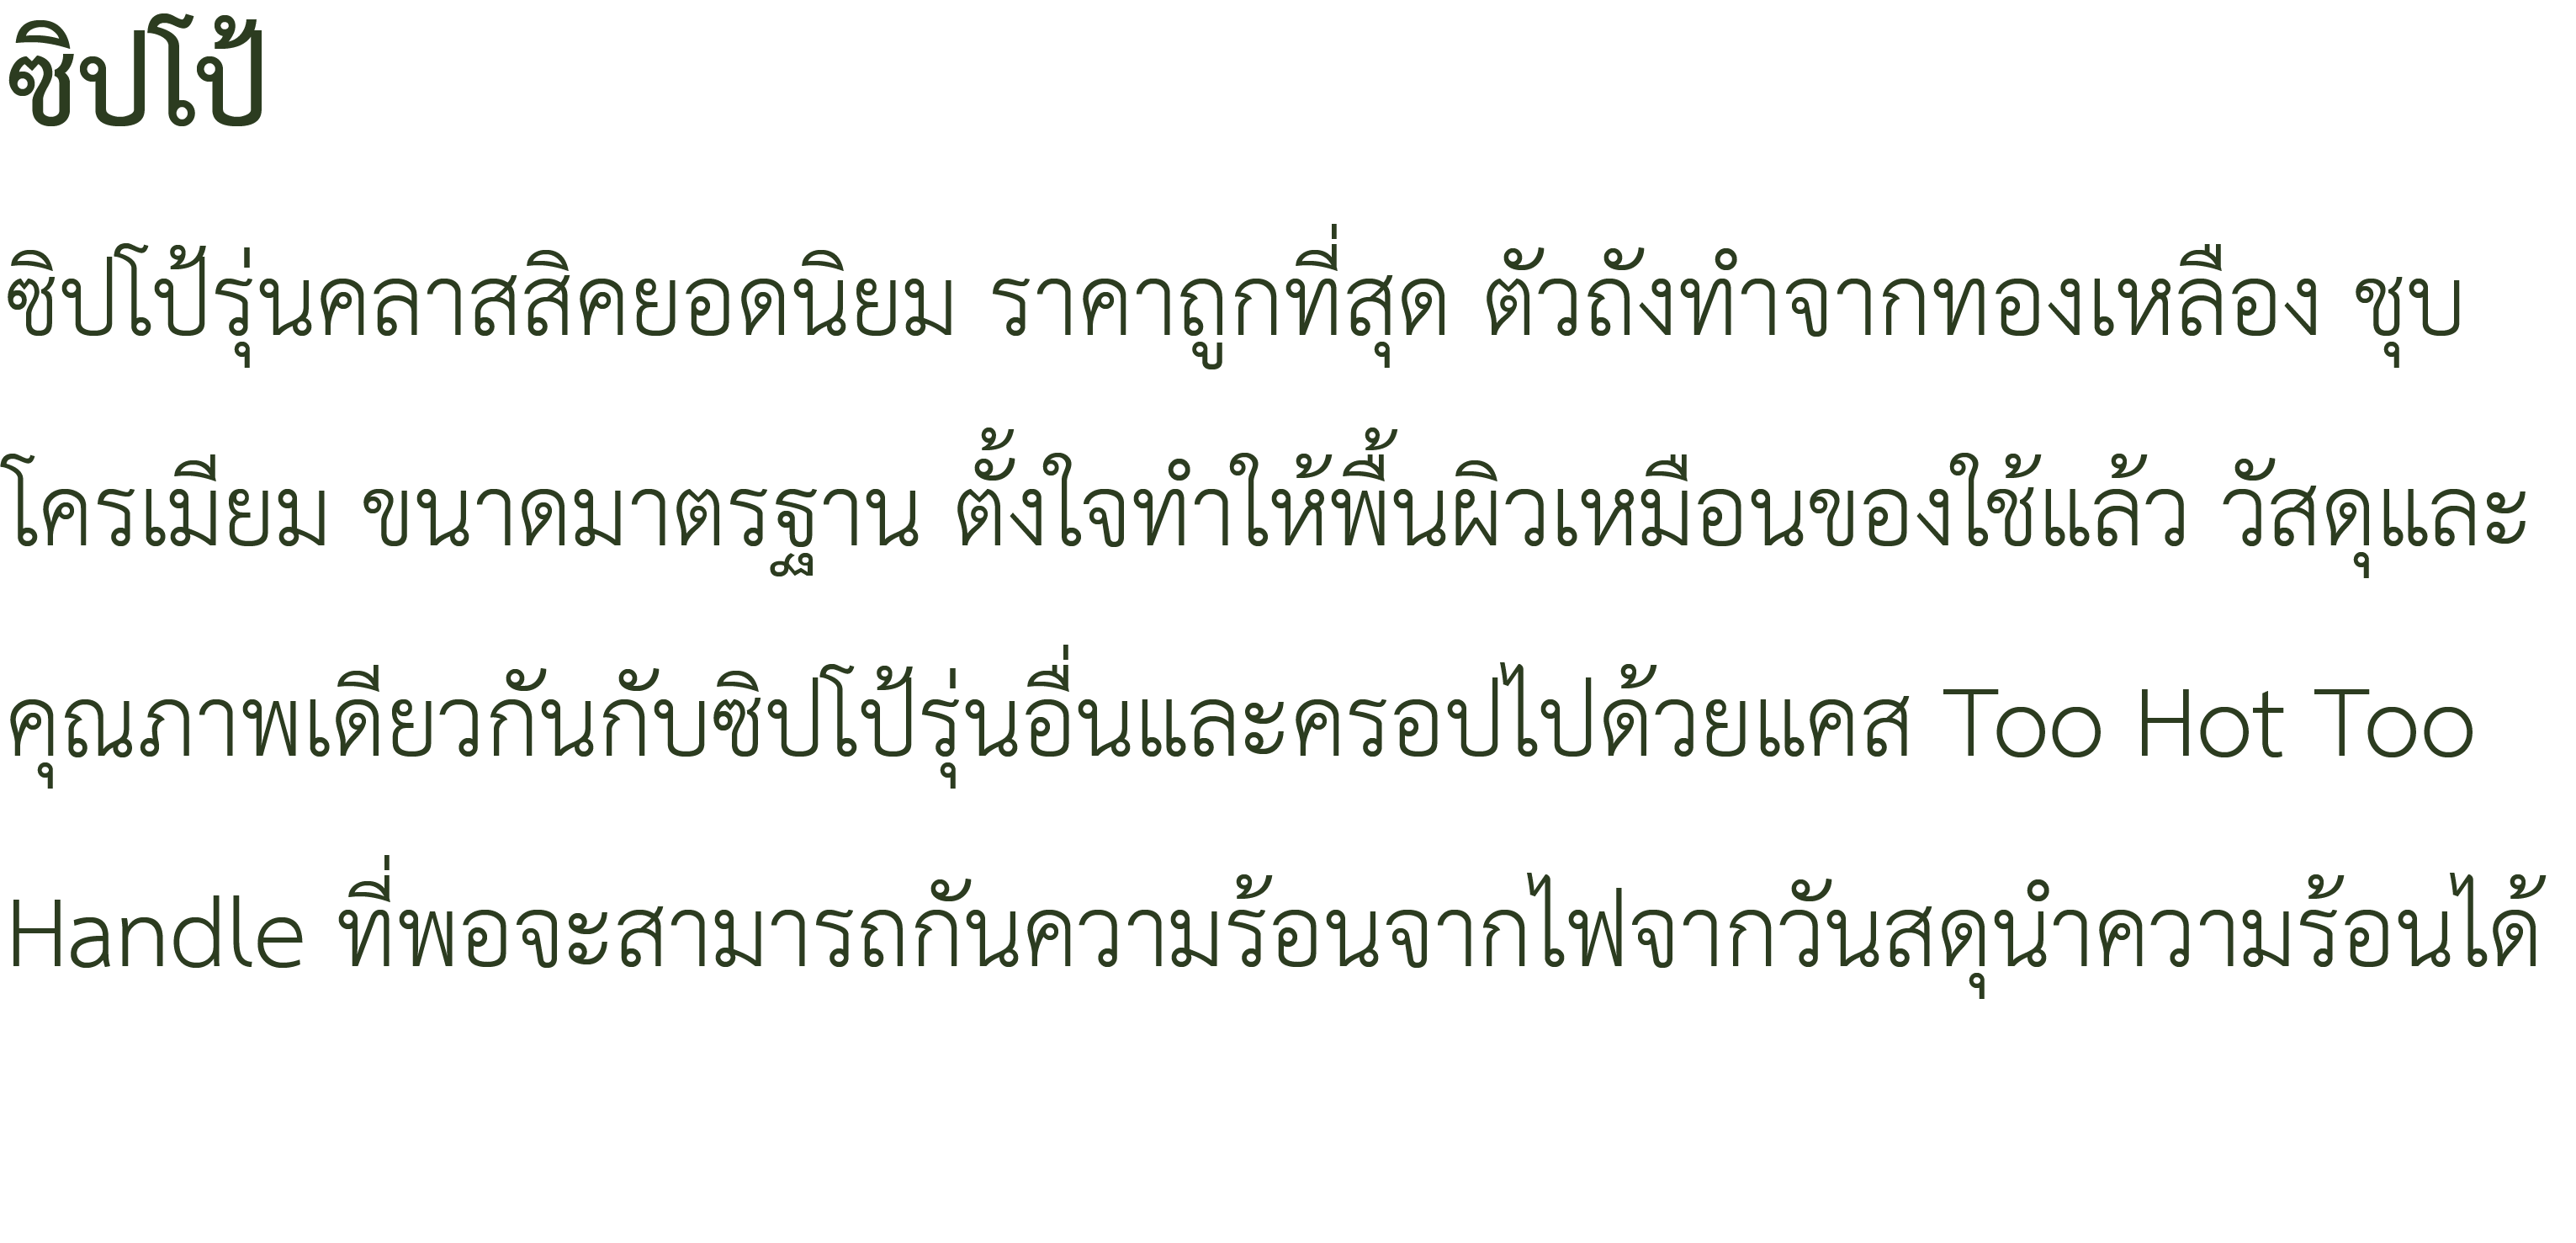 ซิปโป้
ซิปโป้รุ่นคลาสสิคยอดนิยม ราคาถูกที่สุด ตัวถังทำจากทองเหลือง ชุบ
โครเมียม ขนาดมาตรฐาน ตั้งใจทำให้พื้นผิวเหมือนของใช้แล้ว วัสดุและ
คุณภาพเดียวกันกับซิปโป้รุ่นอื่นและครอปไปด้วยแคส Too Hot Too
Handle ที่พอจะสามารถกันความร้อนจากไฟจากวันสดุนำความร้อนได้